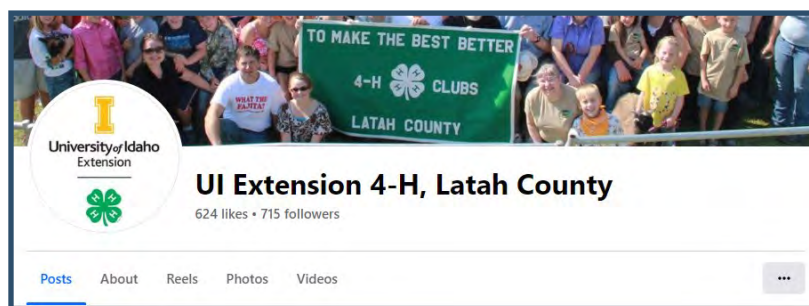 TO MAKE THE BEST BETTER
4-H
CLUBS
LATAH COUNTY
WHAT THE
FAJITA?
I
University of Idaho
Extension
UI Extension 4-H, Latah County
624 likes • 715 followers
Posts
About
Reels
Photos
Videos
...